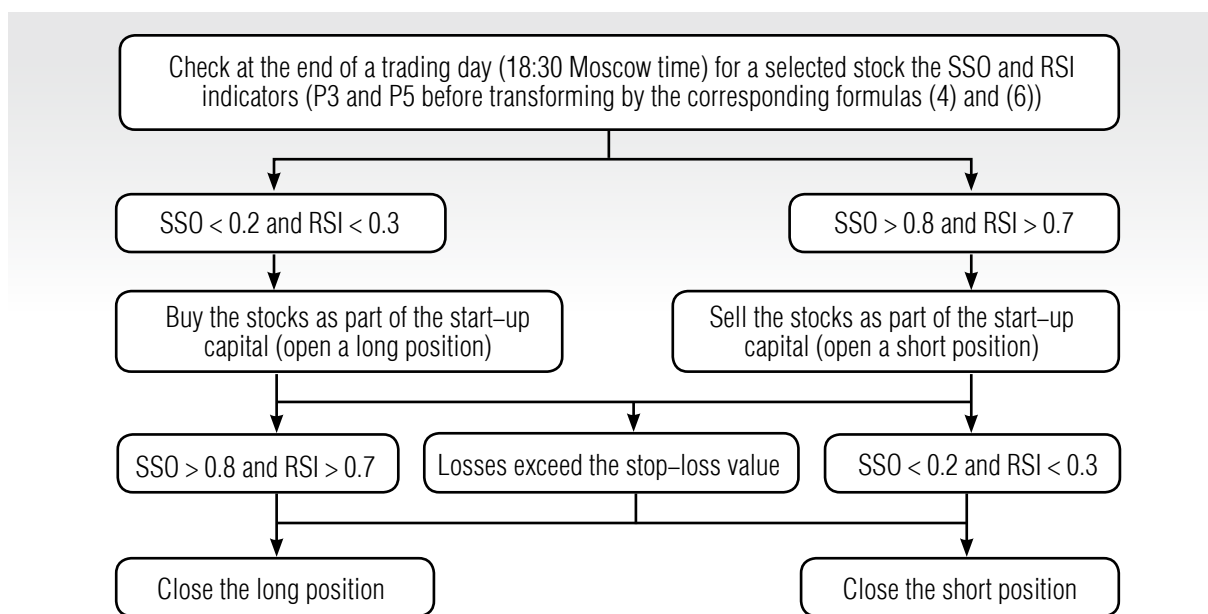 Check at the end of a trading day (18:30 Moscow time) for a selected stock the SSO and RSI
indicators (P3 and P5 before transforming by the corresponding formulas (4) and (6))
SSO < 0.2 and RSI < 0.3
SSO > 0.8 and RSI > 0.7
Buy the stocks as part of the start–up
capital (open a long position)
Sell the stocks as part of the start–up
capital (open a short position)
SSO > 0.8 and RSI > 0.7
Losses exceed the stop–loss value
SSO < 0.2 and RSI < 0.3
Close the long position
Close the short position